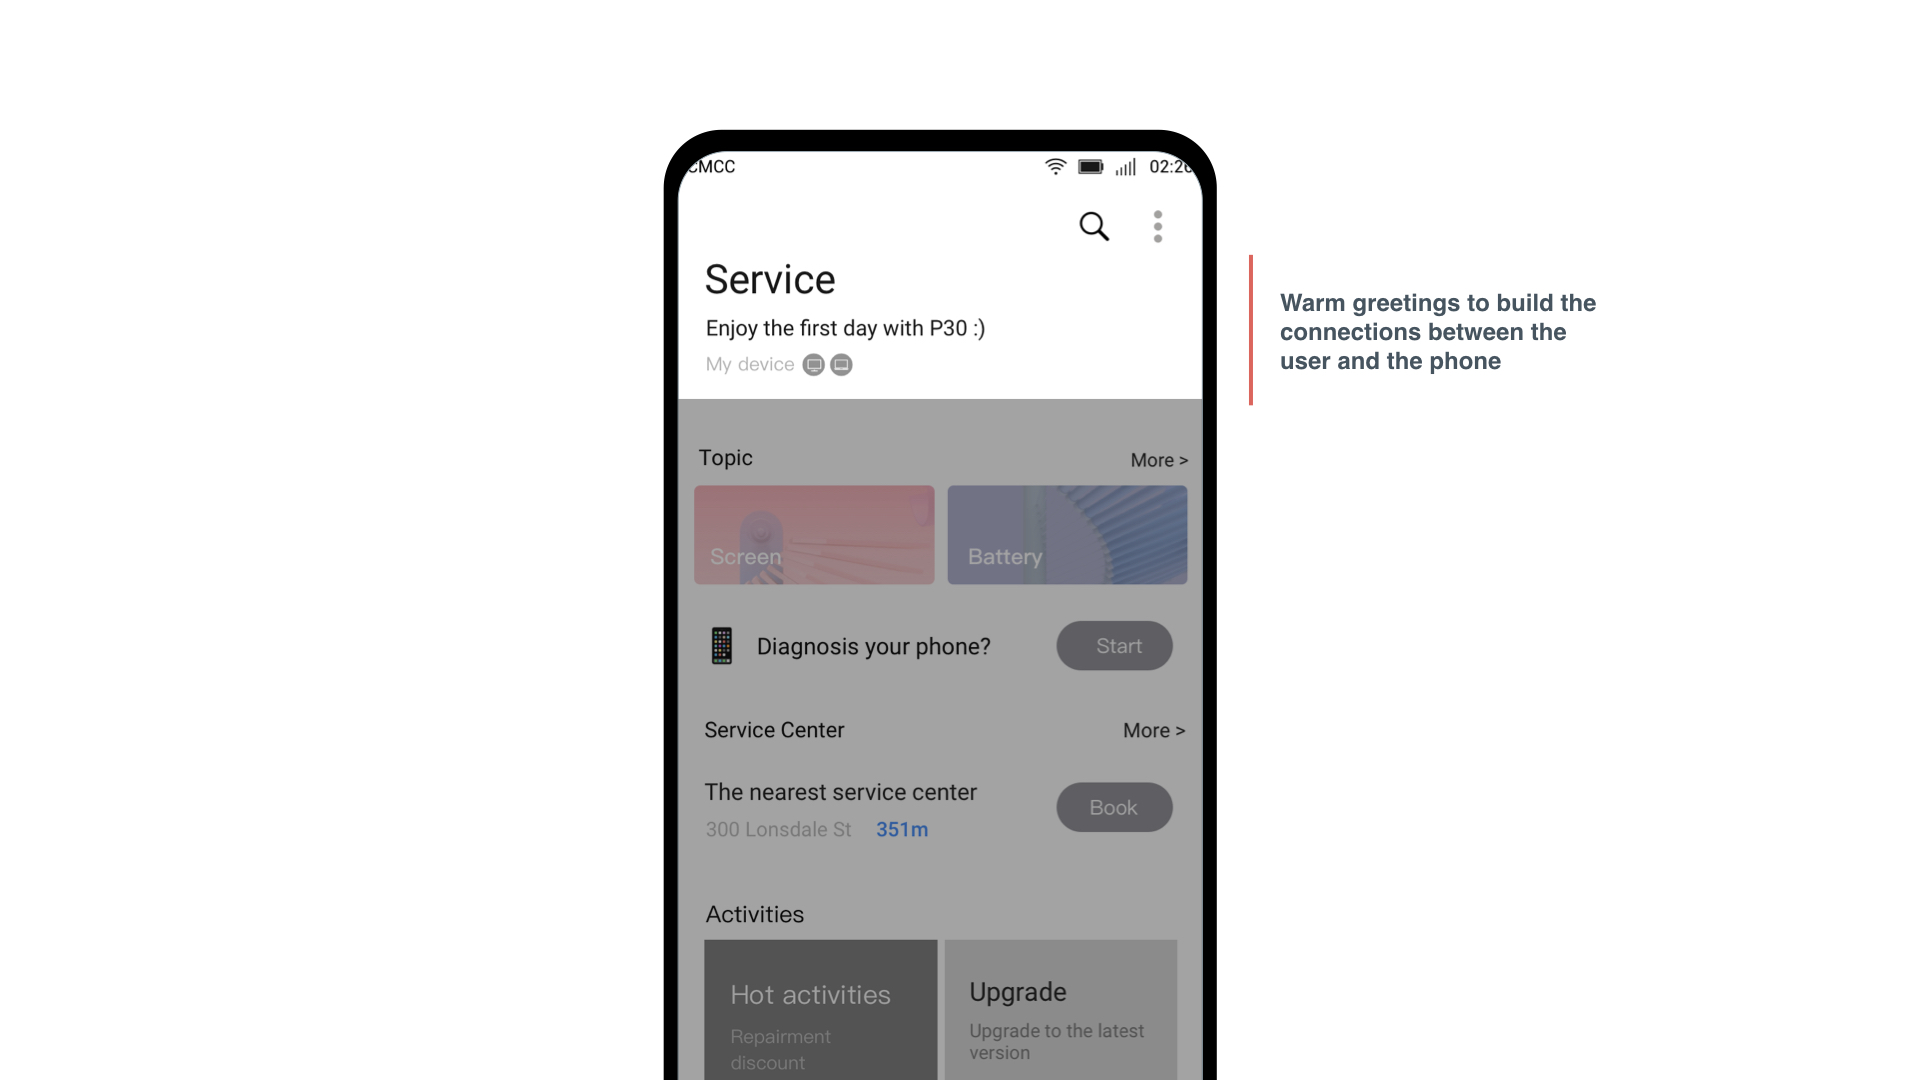 CMCC
02:26
Service
Enjoy the first day with P30 :)
My device
Warm greetings to build the
connections between the
user and the phone
Topic
More >
Screen
Battery
Diagnosis your phone?
Start
Service Center
More >
The nearest service center
300 Lonsdale St 351m
Book
Activities
Hot activities
Repairment
discount
Upgrade
Upgrade to the latest
version